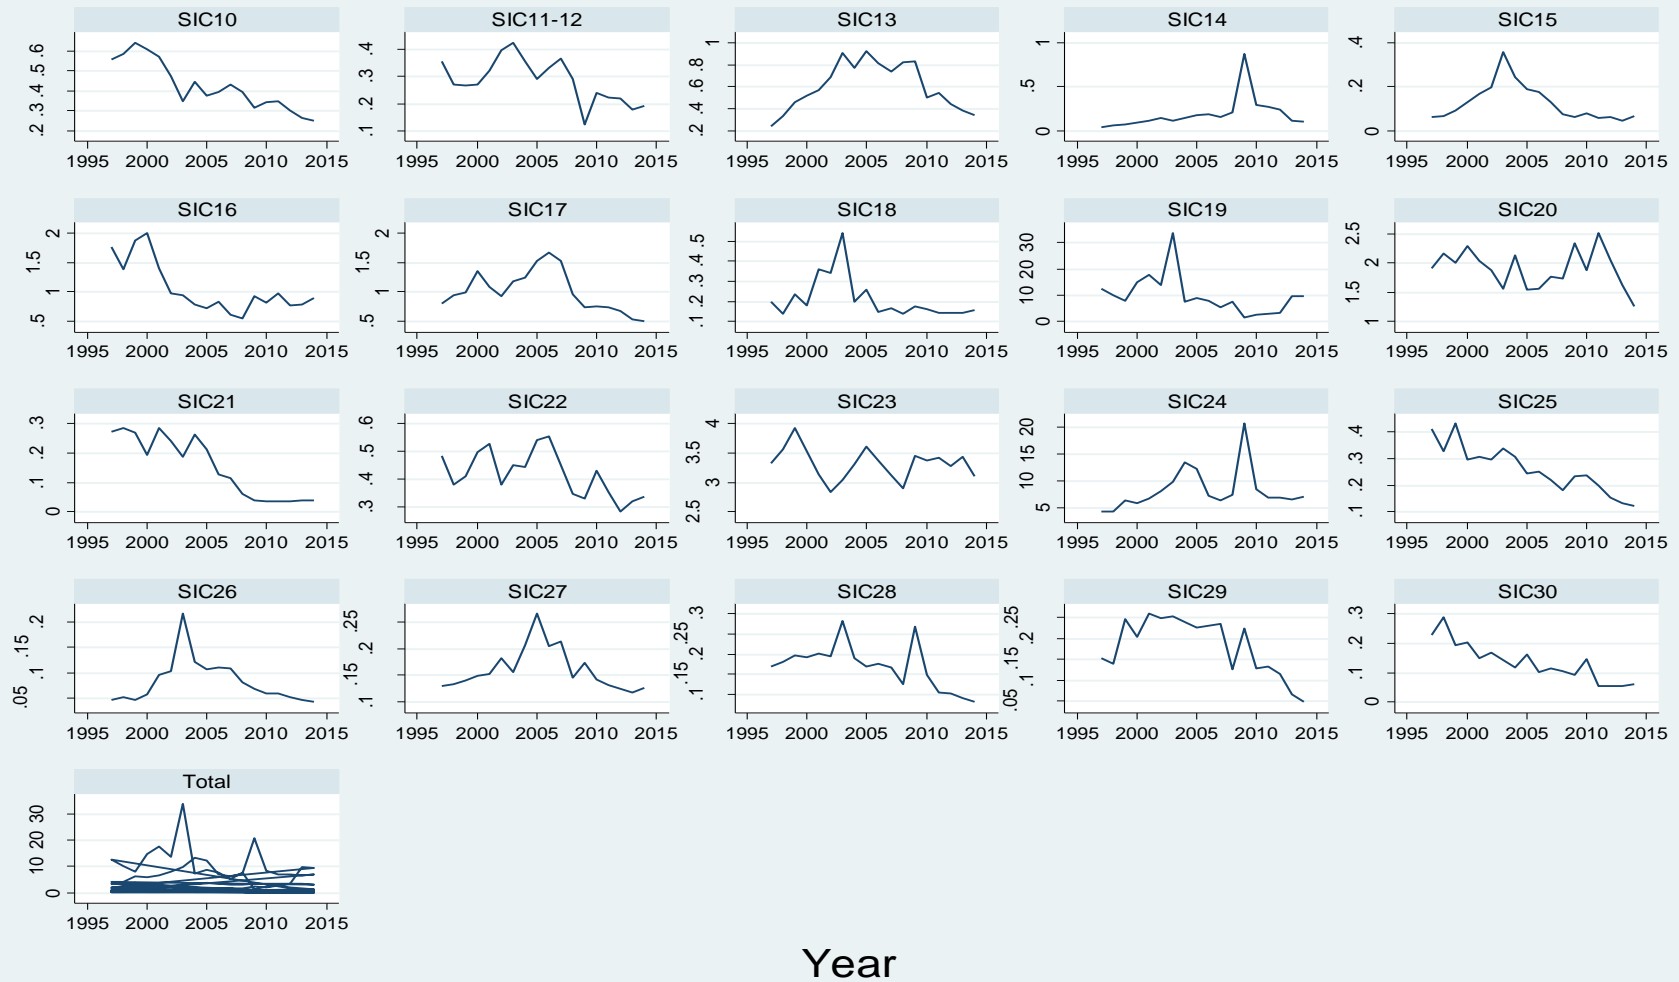 SIC10 SIC11-12 SIC13 SIC14 SIC15
.2 .3 .4 .5 .6 .1 .2 .3 .4 .2 .4 .6 .8 1 0 .5 1 0 .2 .4
1995 2000 2005 2010 2015 1995 2000 2005 2010 2015 1995 2000 2005 2010 2015 1995 2000 2005 2010 2015 1995 2000 2005 2010 2015
SIC16 SIC17 SIC18 SIC19 SIC20
.5 1 1.5 2 .5 1 1.5 2 .1 .2 .3 .4 .5 0 10 20 30 1 1.5 2 2.5
1995 2000 2005 2010 2015 1995 2000 2005 2010 2015 1995 2000 2005 2010 2015 1995 2000 2005 2010 2015 1995 2000 2005 2010 2015
SIC21 SIC22 SIC23 SIC24 SIC25
0 .1 .2 .3 .3 .4 .5 .6 2.5 3 3.5 4 5 10 15 20 .1 .2 .3 .4
1995 2000 2005 2010 2015 1995 2000 2005 2010 2015 1995 2000 2005 2010 2015 1995 2000 2005 2010 2015 1995 2000 2005 2010 2015
SIC26 SIC27 SIC28 SIC29 SIC30
.05 .1 .15 .2 .1 .15 .2 .25 .1 .15 .2 .25 .3 .05 .1 .15 .2 .25 0 .1 .2 .3
1995 2000 2005 2010 2015 1995 2000 2005 2010 2015 1995 2000 2005 2010 2015 1995 2000 2005 2010 2015 1995 2000 2005 2010 2015
Total
0 10 20 30
1995 2000 2005 2010 2015
Year